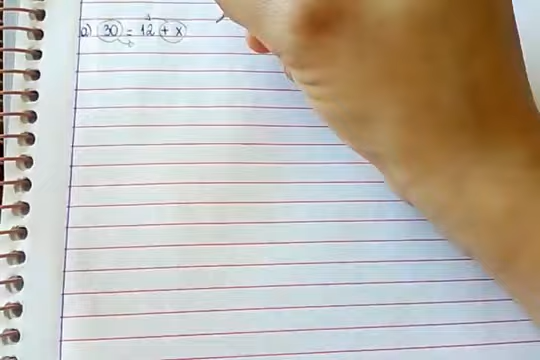 a) 30 = 12 + x